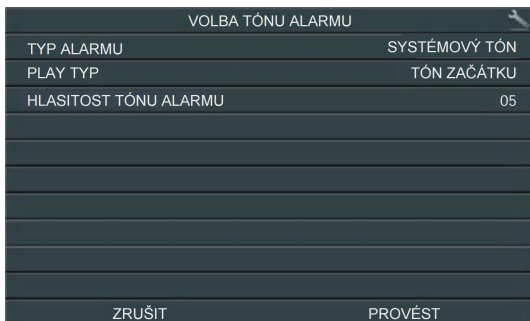 VOLBA TÓNU ALARMU
TYP ALARMU SYSTÉMOVÝ TÓN
PLAY TYP TÓN ZAČÁTKU
HLASITOST TÓNU ALARMU 05
ZRUŠIT PROVÉST